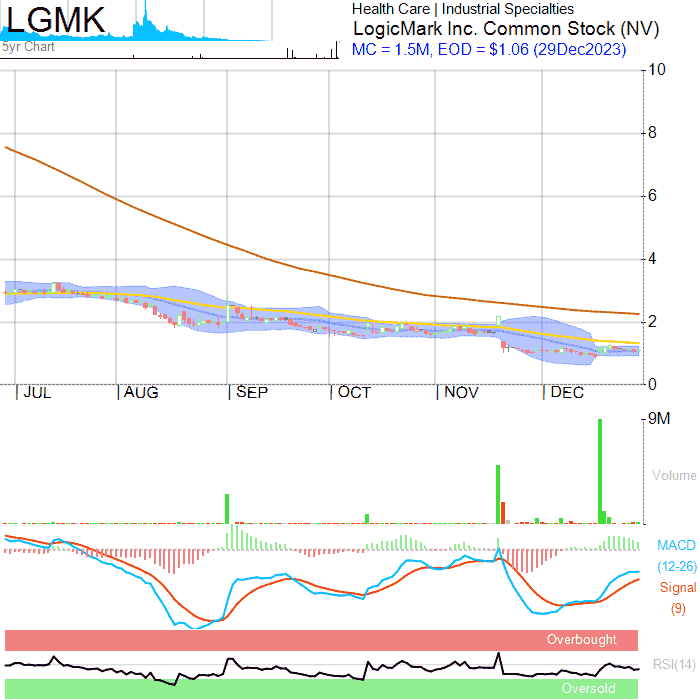 LGMK
5yr Chart
Health Care | Industrial Specialties
LogicMark Inc. Common Stock (NV)
MC = 1.5M, EOD = $1.06 (29Dec2023)
10
8
6
4
2
0
JUL AUG SEP OCT NOV DEC
9M
Volume
MACD
(12-26)
Signal
(9)
Overbought
RSI(14)
Oversold